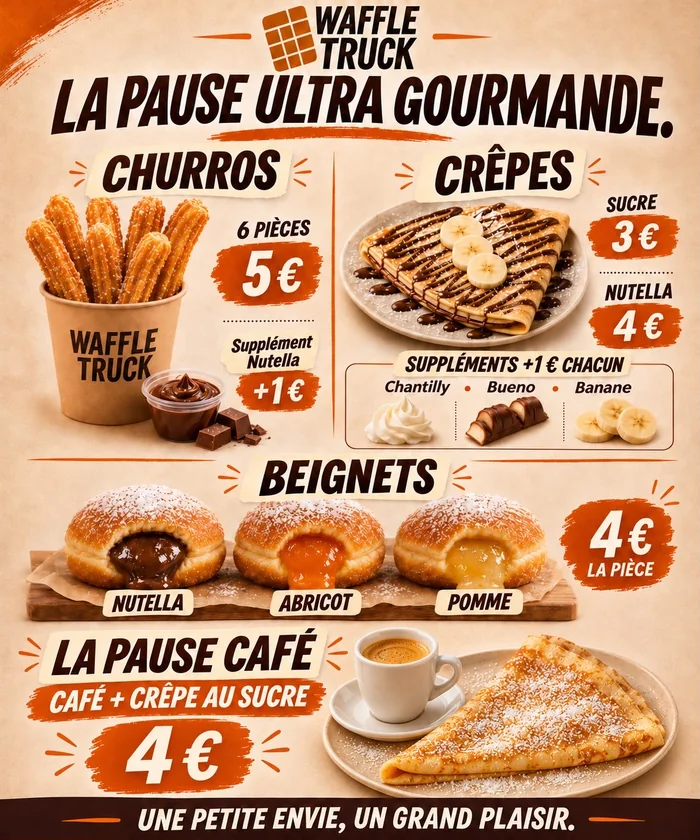 WAFFLE
TRUCK
LA PAUSE ULTRA GOURMANDE.
CHURROS
6 PIÈCES
5 €
Supplément
Nutella
+1 €
WAFFLE
TRUCK
CRÊPES
SUCRE
3 €
NUTELLA
4 €
SUPPLÉMENTS +1 € CHACUN
Chantilly • Bueno • Banane
BEIGNETS
NUTELLA
ABRICOT
POMME
4 €
LA PIÈCE
LA PAUSE CAFÉ
CAFÉ + CRÊPE AU SUCRE
4 €
UNE PETITE ENVIE, UN GRAND PLAISIR.